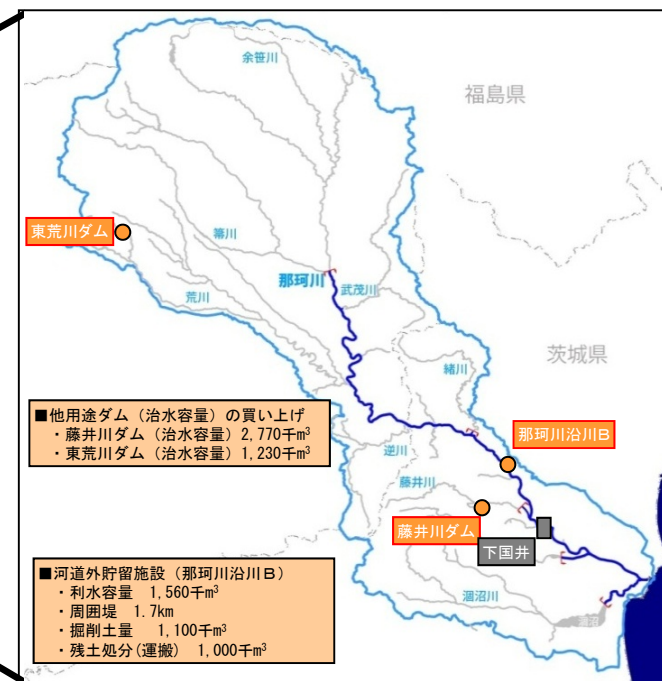 余笹川
福島県
東荒川ダム
箒川
那珂川
武茂川
荒川
茨城県
緒川
■他用途ダム（治水容量）の買い上げ
・藤井川ダム（治水容量）2,770千m³
・東荒川ダム（治水容量）1,230千m³
那珂川沿川B
逆川
藤井川
藤井川ダム
下国井
■河道外貯留施設（那珂川沿川Ｂ）
・利水容量　1,560千m³
・周囲堤　1.7km
・掘削土量　1,100千m³
・残土処分(運搬)　1,000千m³
涸沼川
涸沼